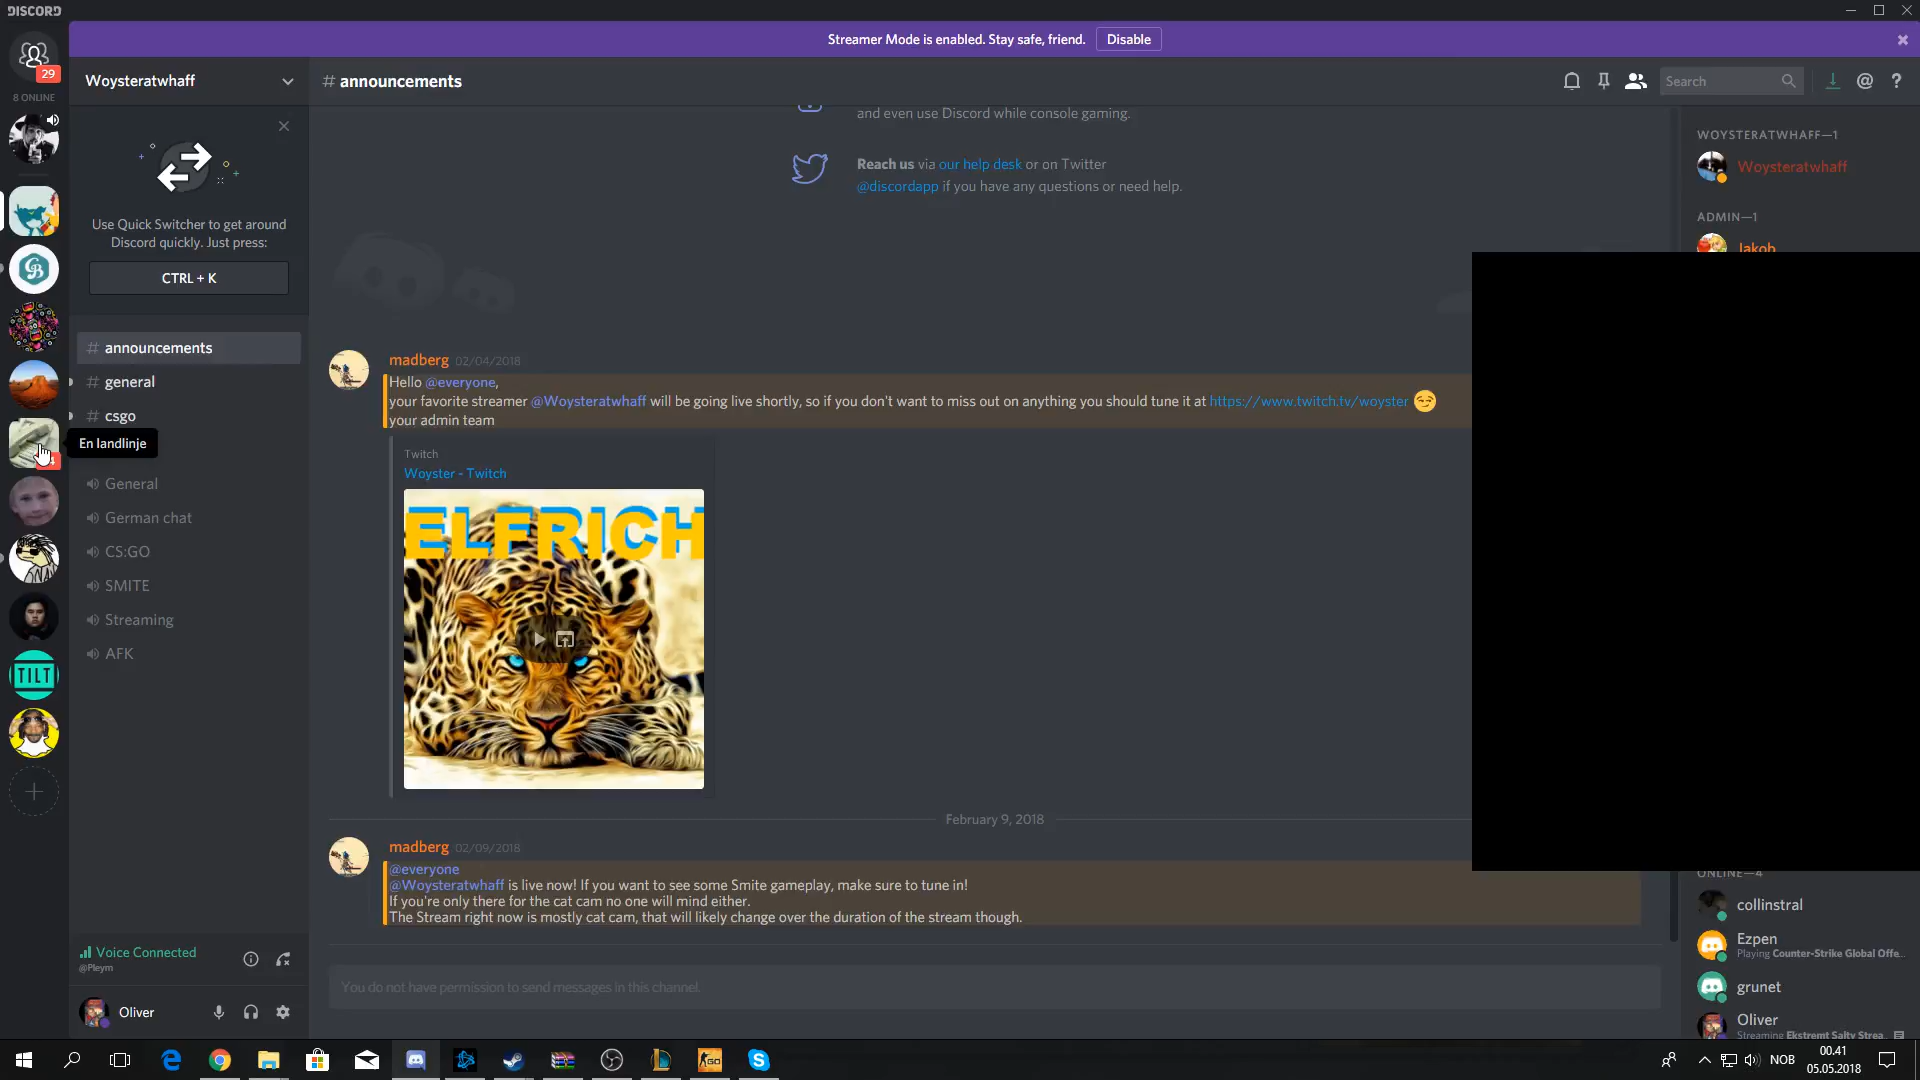 DISCORD
Streamer Mode is enabled. Stay safe, friend.
Disable
29
8 ONLINE
Woysteratwhaff
# announcements
Search
and even use Discord while console gaming.
Reach us via our help desk or on Twitter
@discordapp if you have any questions or need help.
Use Quick Switcher to get around
Discord quickly. Just press:
CTRL + K
# announcements
# general
# csgo
En landlinje
General
German chat
CS:GO
SMITE
Streaming
AFK
TILT
madberg 02/04/2018
Hello @everyone,
your favorite streamer @Woysteratwhaff will be going live shortly, so if you don't want to miss out on anything you should tune it at https://www.twitch.tv/woyster
your admin team
Twitch
Woyster - Twitch
ELFRICH
February 9, 2018
madberg 02/09/2018
@everyone
@Woysteratwhaff is live now! If you want to see some Smite gameplay, make sure to tune in!
If you're only there for the cat cam no one will mind either.
The Stream right now is mostly cat cam, that will likely change over the duration of the stream though.
You do not have permission to send messages in this channel.
WOYSTERATWHAFF—1
Woysteratwhaff
ADMIN—1
Jakob
ONLINE—4
collinstral
Ezpen
Playing Counter-Strike Global Offe...
grunet
Oliver
Streaming Ekstremt Salty Strea...
Voice Connected
@Pleym
Oliver
GO
NOB
00.41
05.05.2018